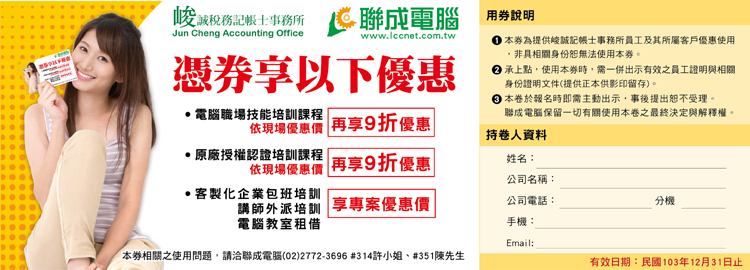 峻誠稅務記帳士事務所
Jun Cheng Accounting Office
聯成電腦
www.lccnet.com.tw
憑券享以下優惠
• 電腦職場技能培訓課程
依現場優惠價
再享9折優惠
• 原廠授權認證培訓課程
依現場優惠價
再享9折優惠
• 客製化企業包班培訓
講師外派培訓
電腦教室租借
享專案優惠價
本券相關之使用問題，請洽聯成電腦(02)2772-3696 #314許小姐、#351陳先生
用券說明
❶ 本券為提供峻誠記帳士事務所員工及其所屬客戶優惠使用
，非具相關身份恕無法使用本券。
❷ 承上點，使用本券時，需一併出示有效之員工證明與相關
身份證明文件(提供正本供影印留存)。
❸ 本卷於報名時即需主動出示，事後提出恕不受理。
聯成電腦保留一切有關使用本卷之最終決定與解釋權。
持卷人資料
姓名：
公司名稱：
公司電話： 分機
手機：
Email:
有效日期：民國103年12月31日止